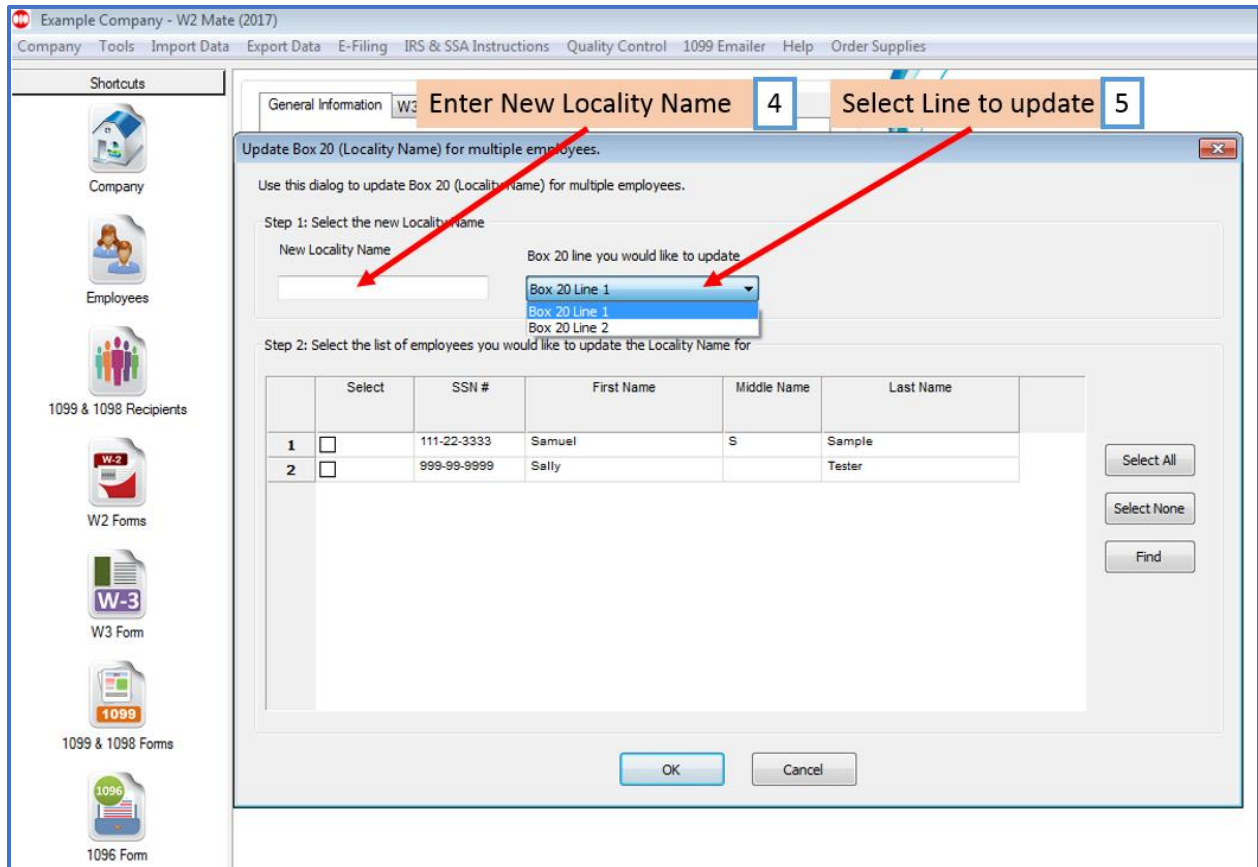 Example Company - W2 Mate (2017)
Company Tools Import Data Export Data E-Filing IRS & SSA Instructions Quality Control 1099 Emailer Help Order Supplies
Shortcuts
Company
Employees
1099 & 1098 Recipients
W-2
W2 Forms
W-3
W3 Form
1099
1099 & 1098 Forms
1096
1096 Form
General Information W3
Enter New Locality Name 4
Select Line to update 5
Update Box 20 (Locality Name) for multiple employees.
Use this dialog to update Box 20 (Locality Name) for multiple employees.
Step 1: Select the new Locality Name
New Locality Name
Box 20 line you would like to update
Box 20 Line 1
Box 20 Line 1
Box 20 Line 2
Step 2: Select the list of employees you would like to update the Locality Name for
Select SSN # First Name Middle Name Last Name
1 111-22-3333 Samuel S Sample
2 999-99-9999 Sally Tester
Select All
Select None
Find
OK Cancel